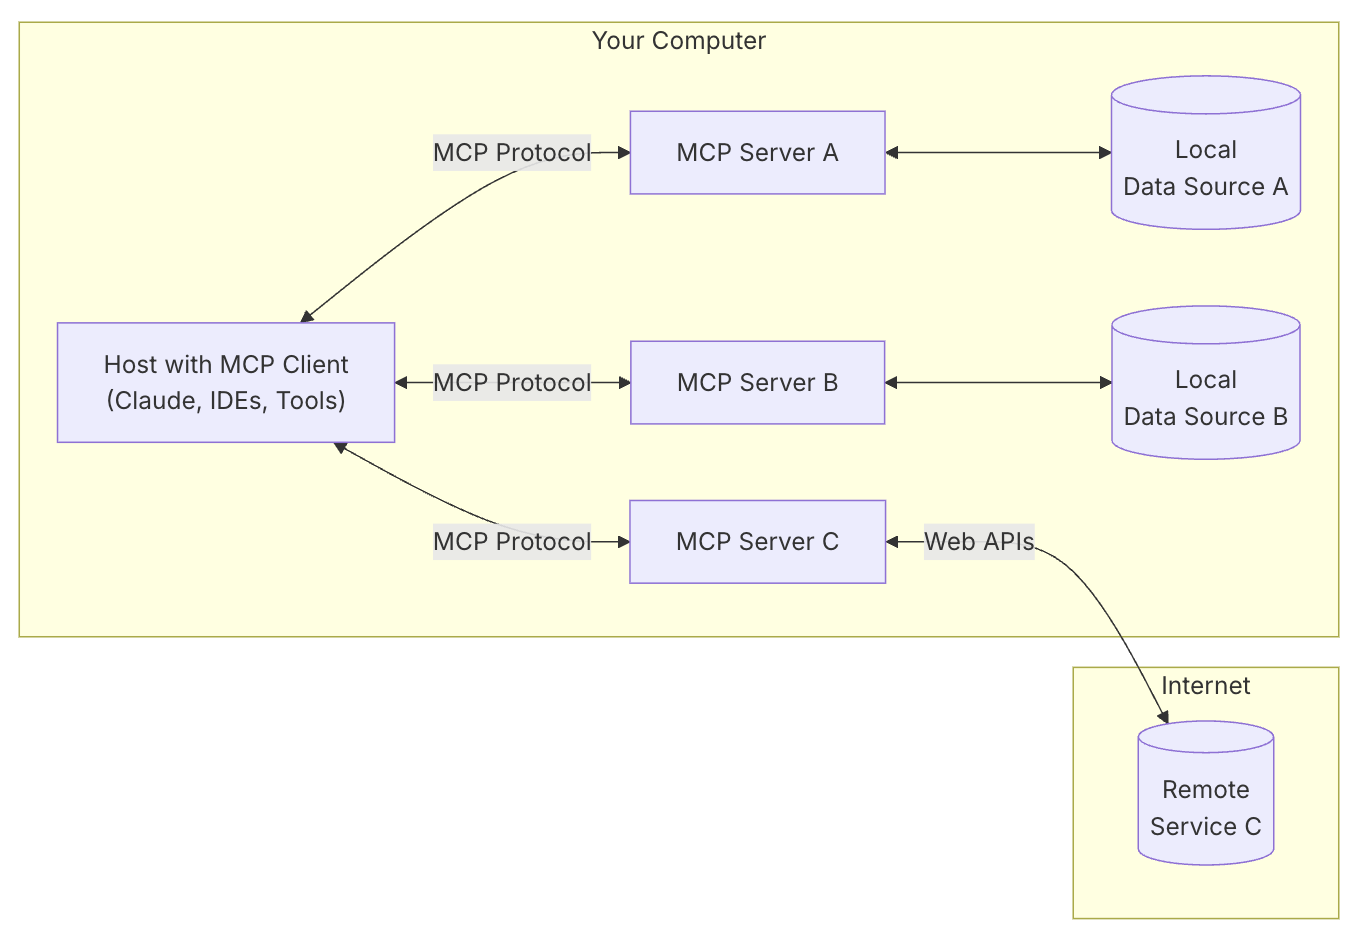 Your Computer
MCP Protocol
MCP Server A
Local
Data Source A
Host with MCP Client
(Claude, IDEs, Tools)
MCP Protocol
MCP Server B
Local
Data Source B
MCP Protocol
MCP Server C
Web APIs
Internet
Remote
Service C